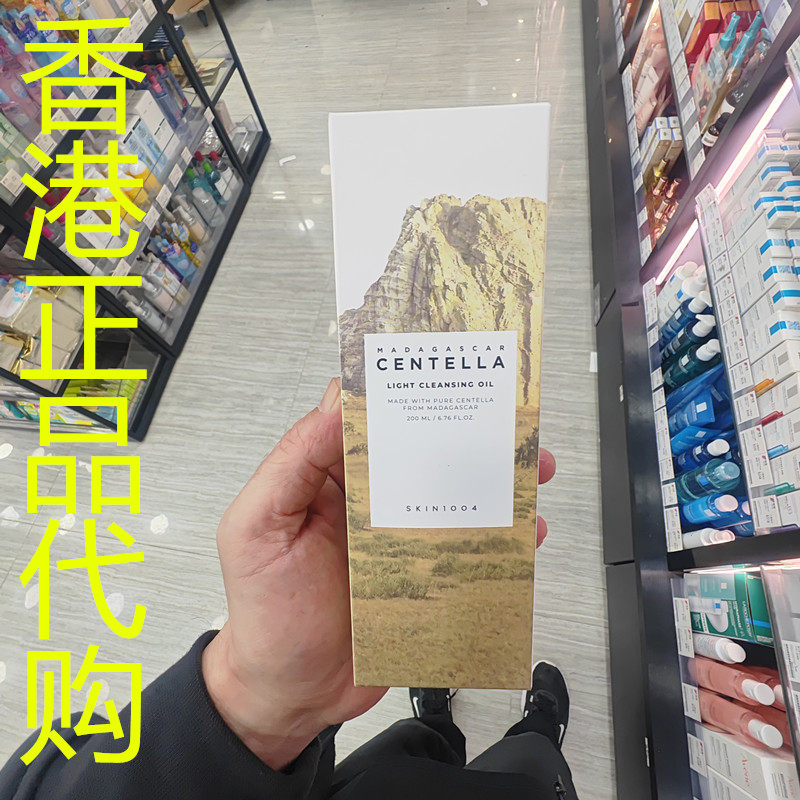 香港正品代购
MADAGASCAR
CENTELLA
LIGHT CLEANSING OIL
MADE WITH PURE CENTELLA
FROM MADAGASCAR
200 ML / 6.76 FL.OZ.
SKIN1004